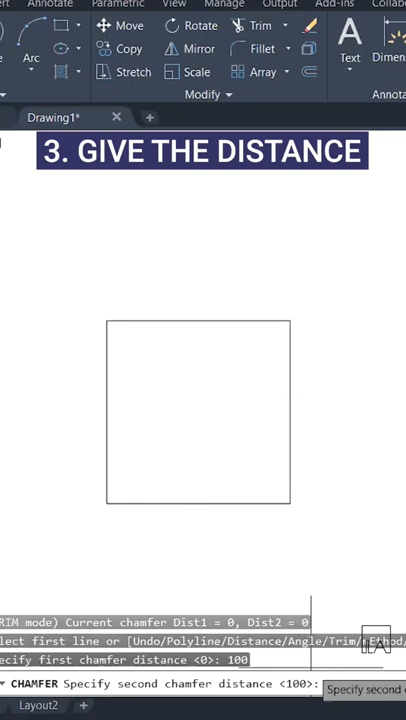 Annotate Parametric View Manage Output Add-ins
Move Rotate Trim
Arc Copy Mirror Fillet Text
Stretch Scale Array
Modify
Drawing1*
3. GIVE THE DISTANCE
Current chamfer Dist1 = 0, Dist2 = 0
first line or [Undo/Polyline/Distance/Angle/Trim/
first chamfer distance <0>: 100
CHAMFER Specify second chamfer distance <100>:
Specify second
Layout2